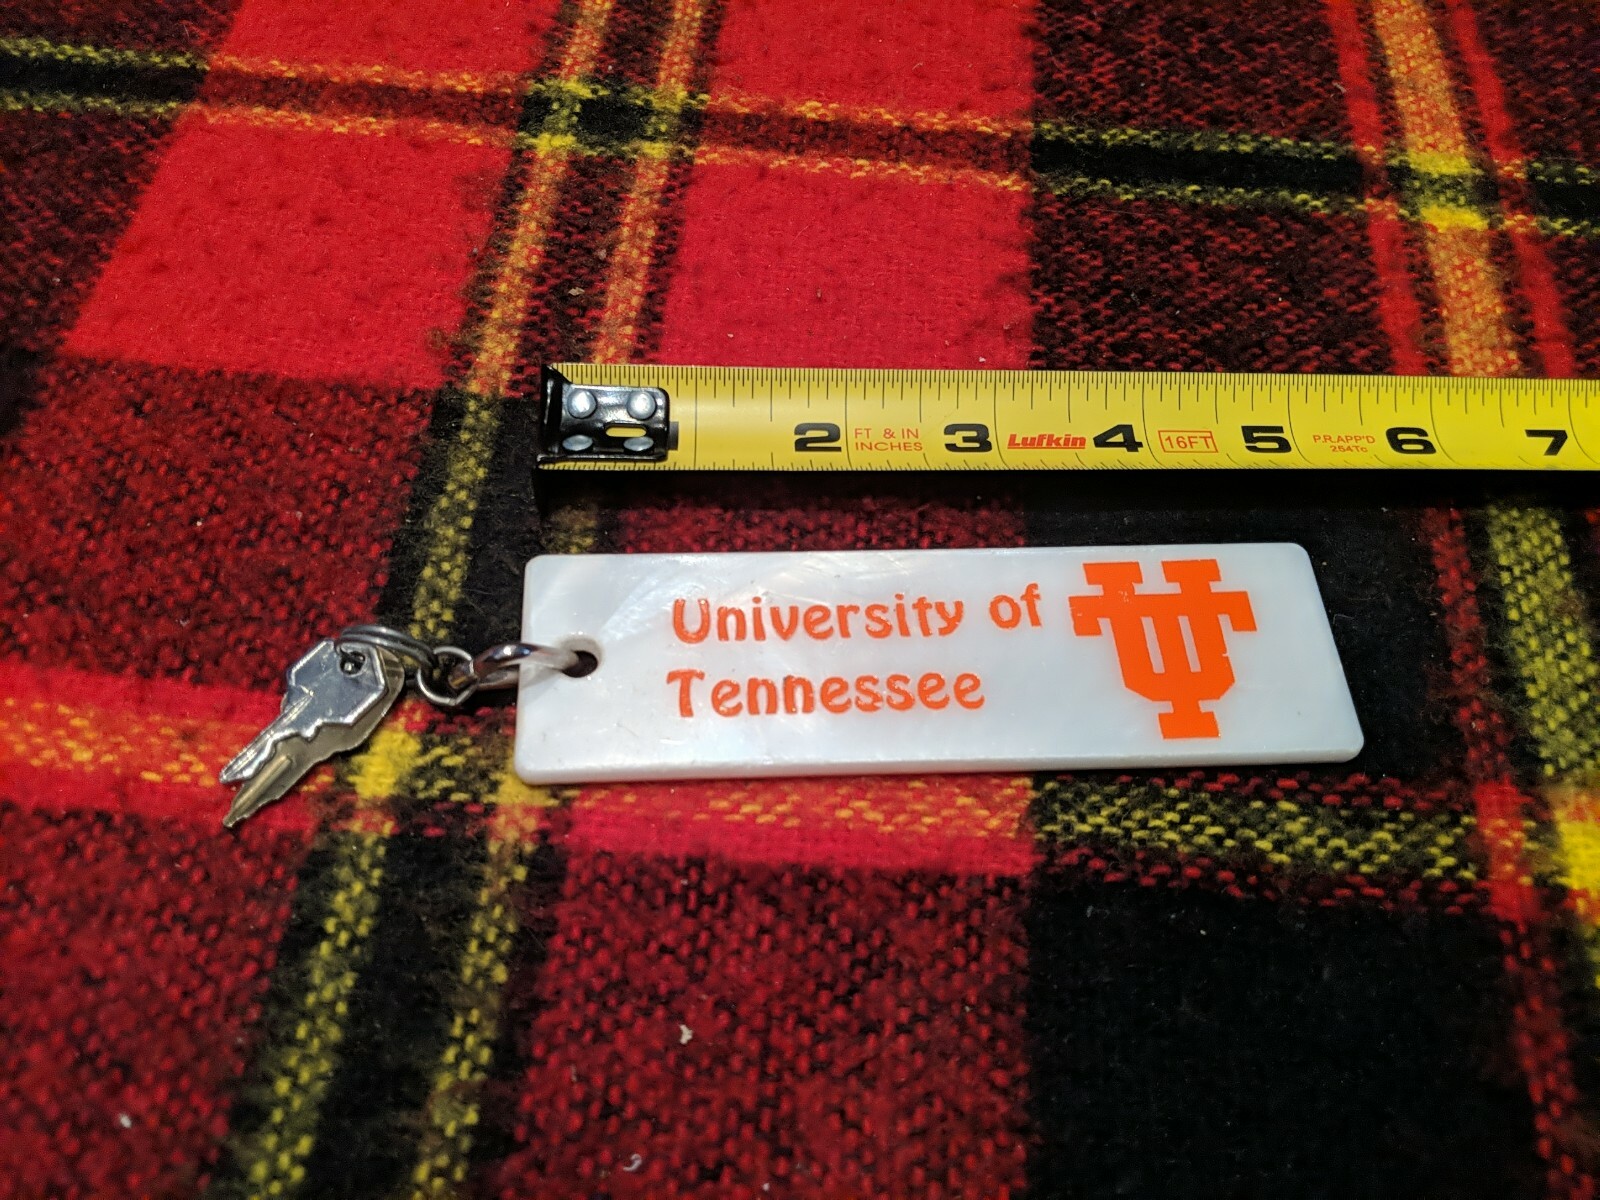 2 FT & IN INCHES 3 Lufkin 4 16FT 5 P.R.APP'D 254Tc 6 7
University of
Tennessee
UT